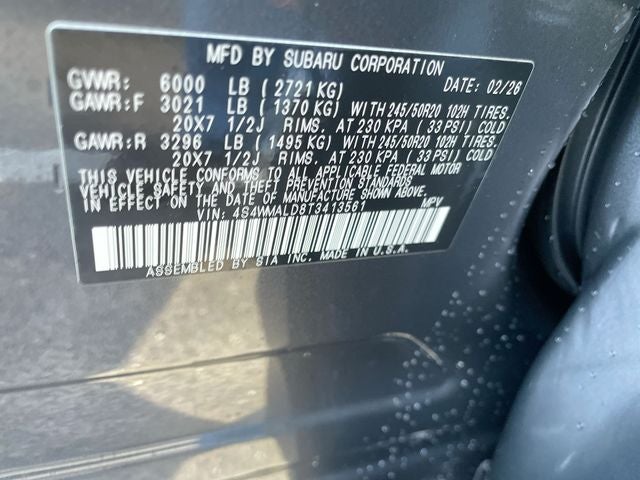 MFD BY SUBARU CORPORATION
GVWR: 6000 LB (2721 KG) DATE: 02/26
GAWR:F 3021 LB (1370 KG) WITH 245/50R20 102H TIRES.
20X7 1/2J RIMS. AT 230 KPA (33 PSI) COLD
GAWR:R 3296 LB (1495 KG) WITH 245/50R20 102H TIRES.
20X7 1/2J RIMS. AT 230 KPA (33 PSI) COLD
THIS VEHICLE CONFORMS TO ALL APPLICABLE FEDERAL MOTOR
VEHICLE SAFETY AND THEFT PREVENTION STANDARDS IN EFFECT
ON THE DATE OF MANUFACTURE SHOWN ABOVE.
VIN: 4S4WMALD8T3413561 MPV
ASSEMBLED BY SIA INC. MADE IN U.S.A.